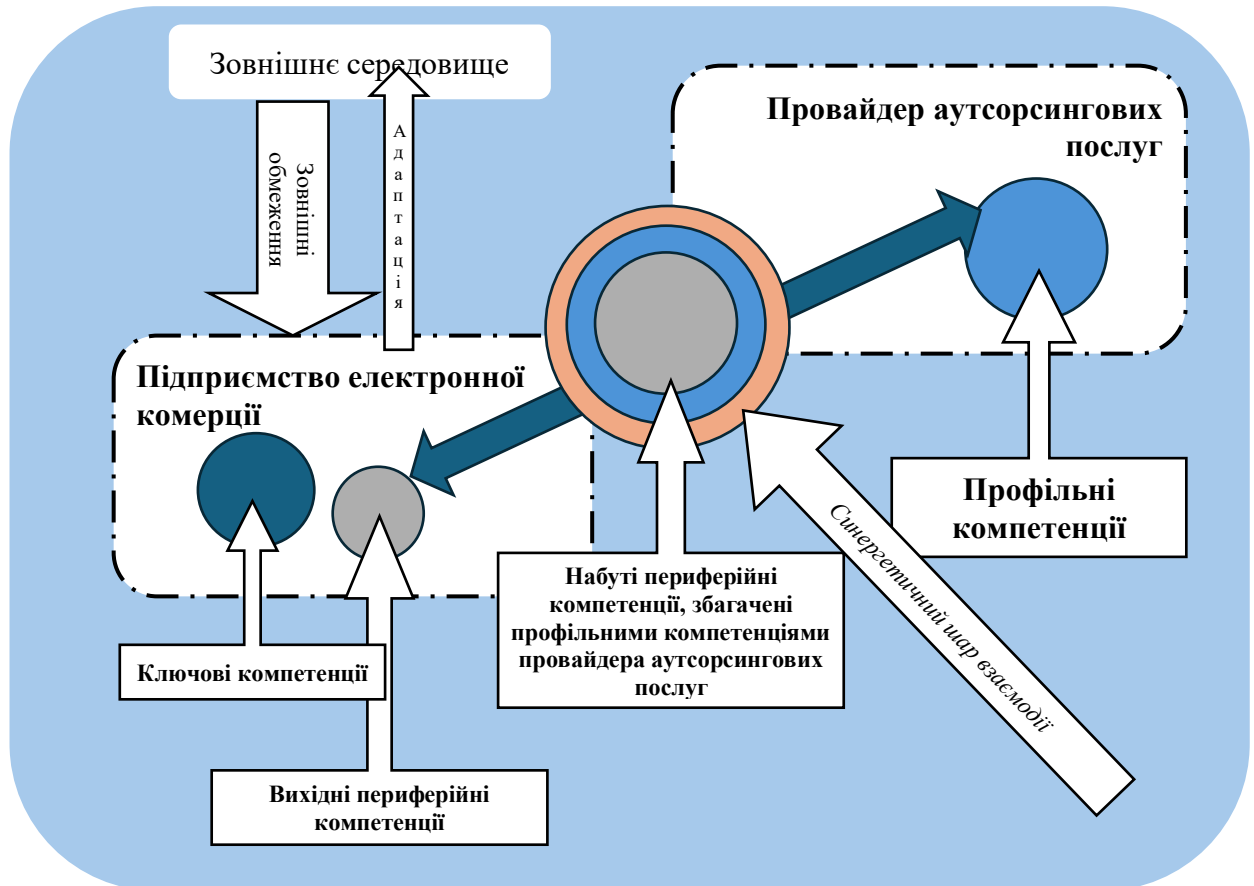 Зовнішнє середовище
Провайдер аутсорсингових
послуг
Зовнішні
обмеження
Адаптація
Підприємство електронної
комерції
Профільні
компетенції
Синергетичний шар взаємодії
Набуті периферійні
компетенції, збагачені
профільними компетенціями
провайдера аутсорсингових
послуг
Ключові компетенції
Вихідні периферійні
компетенції